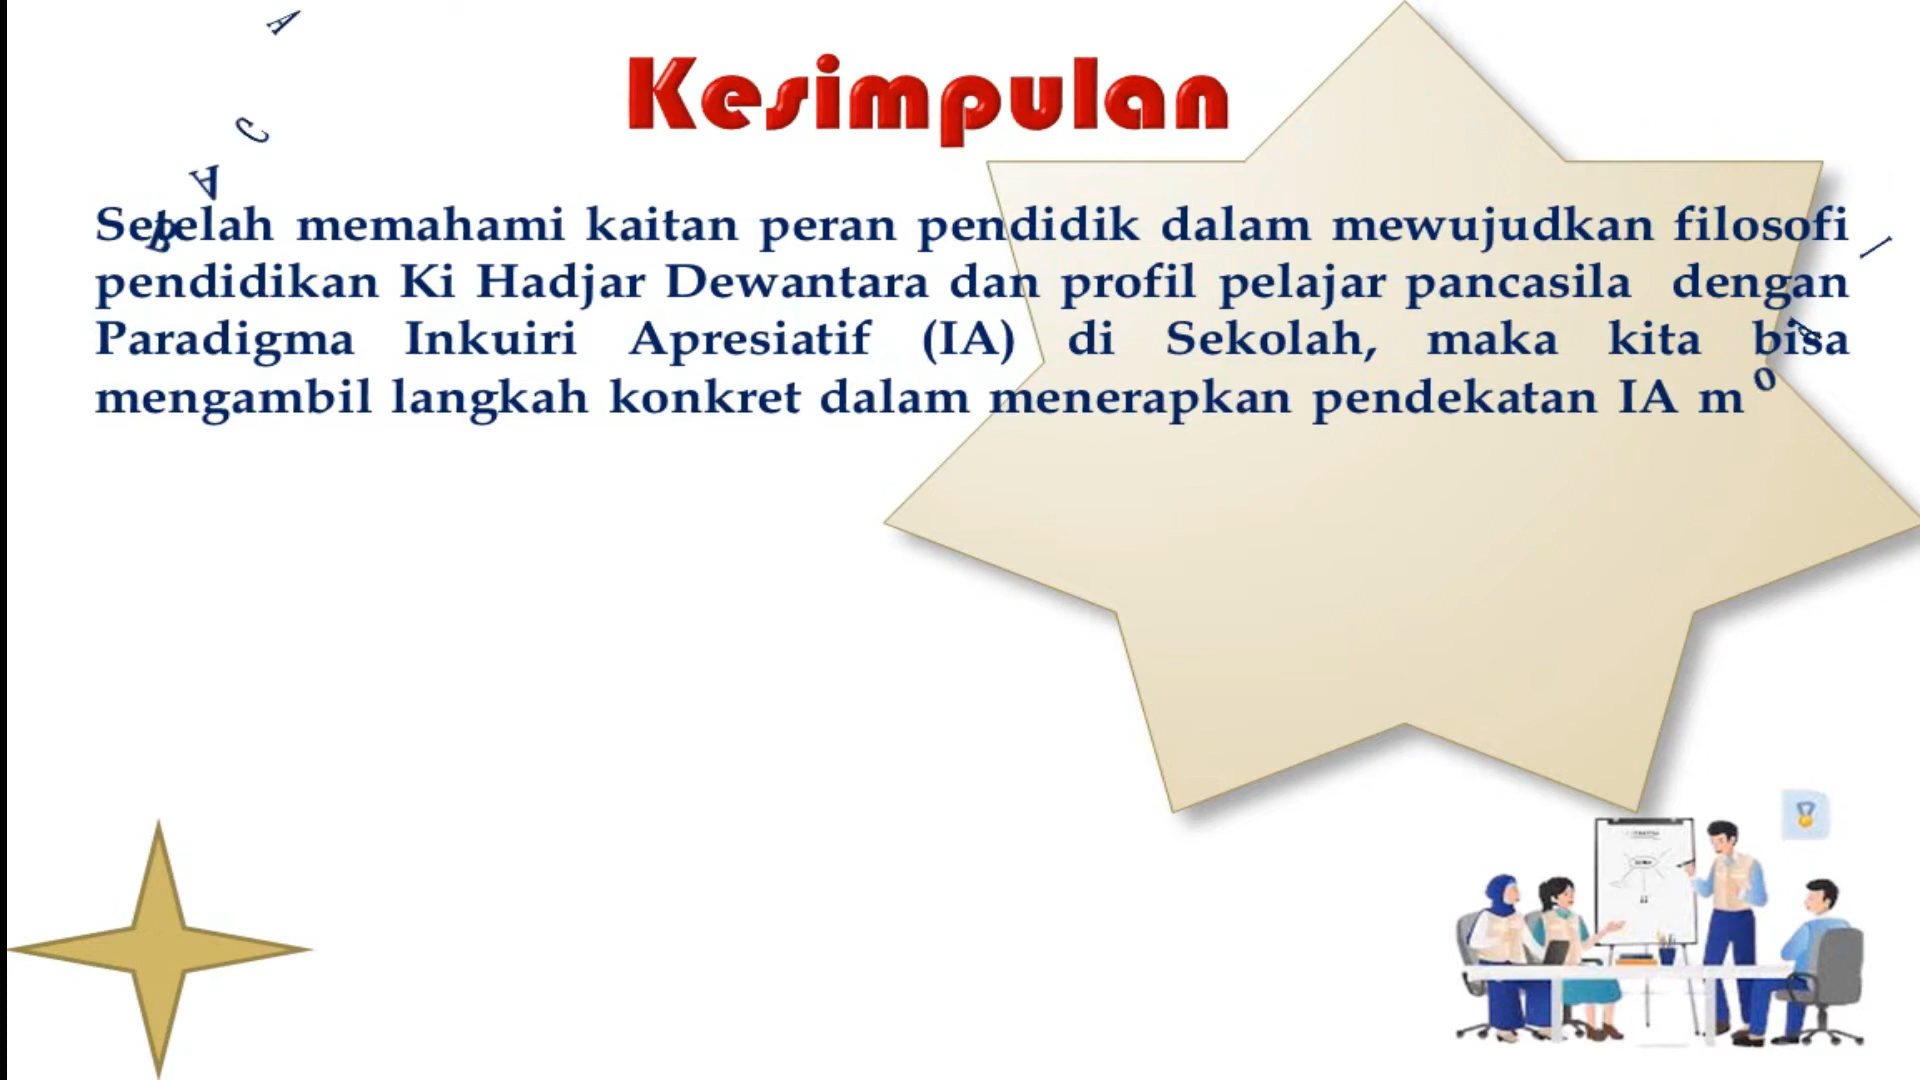 Kesimpulan
Setelah memahami kaitan peran pendidik dalam mewujudkan filosofi
pendidikan Ki Hadjar Dewantara dan profil pelajar pancasila dengan
Paradigma Inkuiri Apresiatif (IA) di Sekolah, maka kita bisa
mengambil langkah konkret dalam menerapkan pendekatan IA m